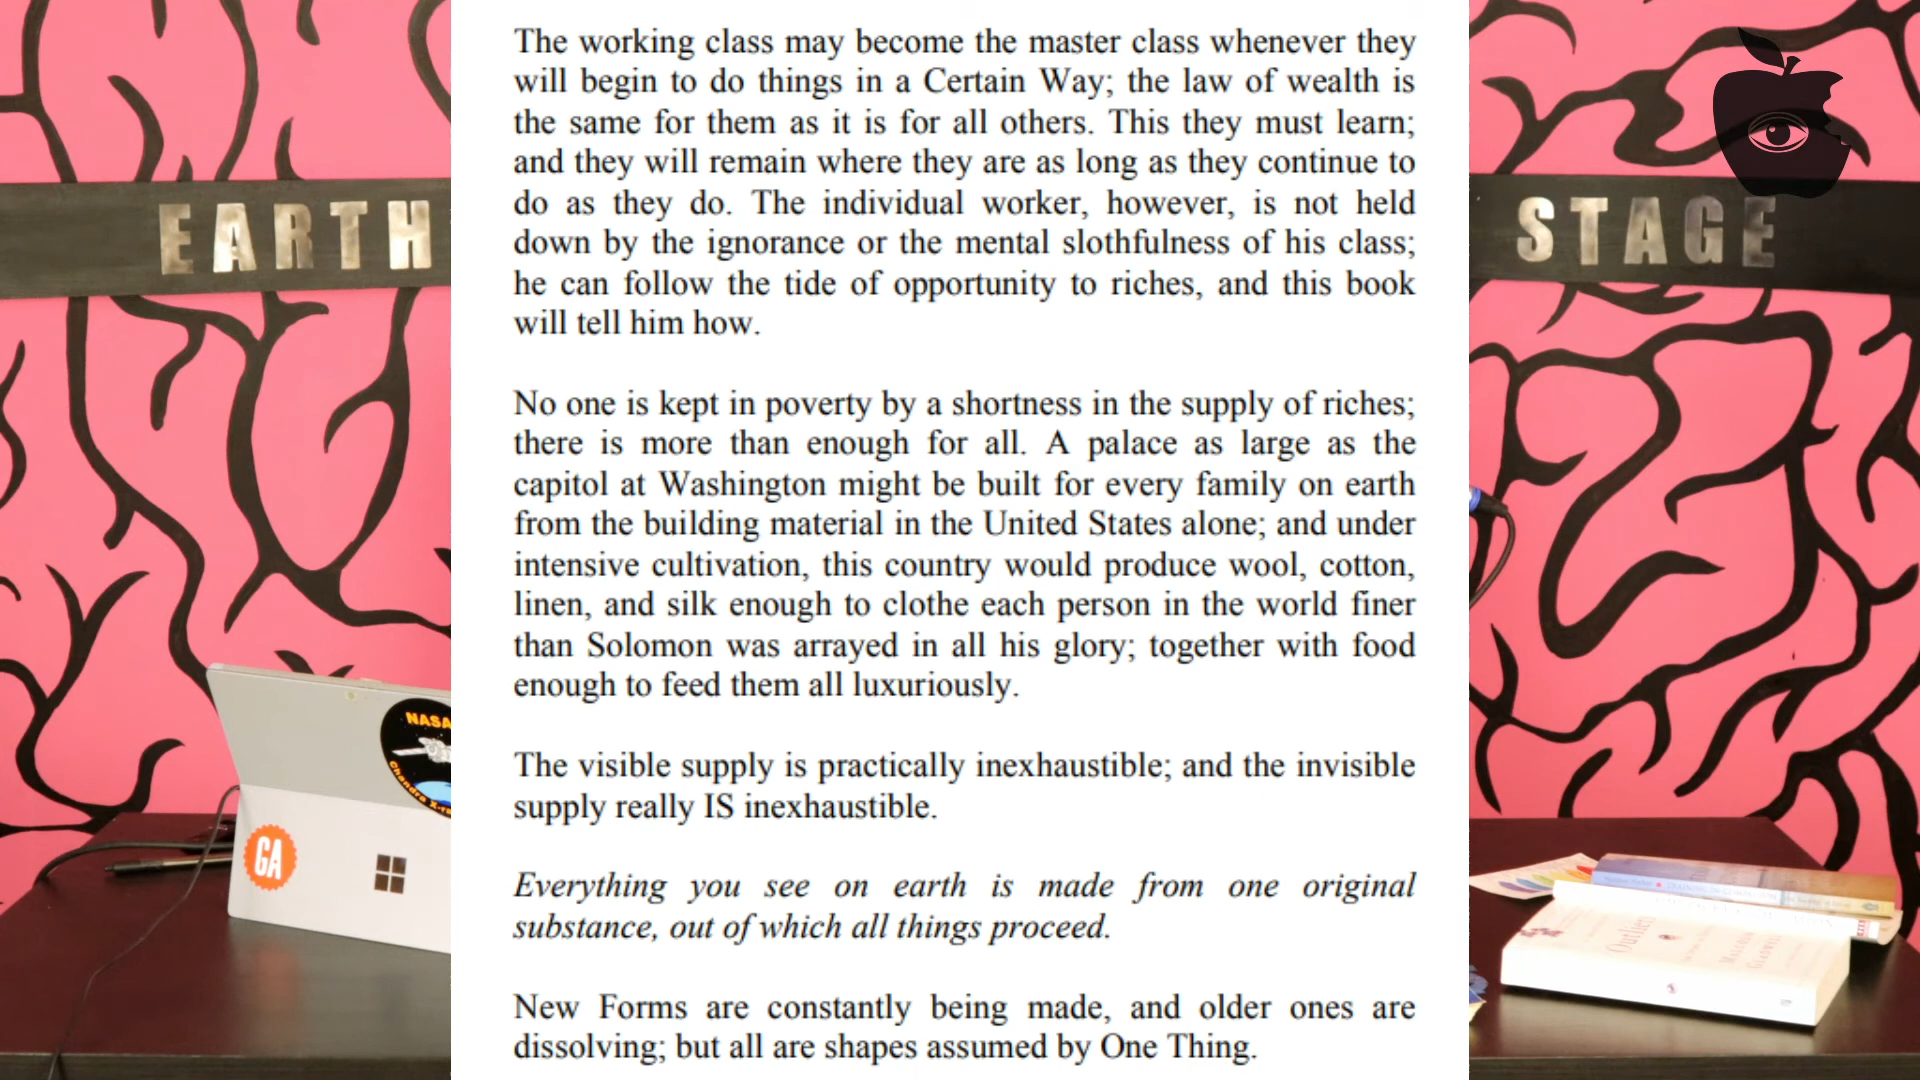 The working class may become the master class whenever they
will begin to do things in a Certain Way; the law of wealth is
the same for them as it is for all others. This they must learn;
and they will remain where they are as long as they continue to
do as they do. The individual worker, however, is not held
down by the ignorance or the mental slothfulness of his class;
he can follow the tide of opportunity to riches, and this book
will tell him how.
No one is kept in poverty by a shortness in the supply of riches;
there is more than enough for all. A palace as large as the
capitol at Washington might be built for every family on earth
from the building material in the United States alone; and under
intensive cultivation, this country would produce wool, cotton,
linen, and silk enough to clothe each person in the world finer
than Solomon was arrayed in all his glory; together with food
enough to feed them all luxuriously.
The visible supply is practically inexhaustible; and the invisible
supply really IS inexhaustible.
Everything you see on earth is made from one original
substance, out of which all things proceed.
New Forms are constantly being made, and older ones are
dissolving; but all are shapes assumed by One Thing.
EARTH
STAGE
NASA
Chandra X-ra
GA
Outliers
MALCOLM
GLADWELL